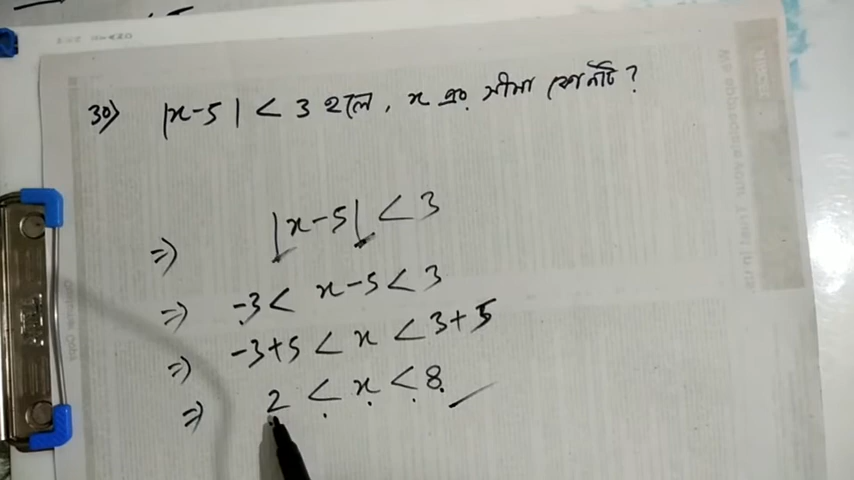 30) |x-5| < 3 হলে, x এর সীমা কোনটি?
=) |x-5| < 3
=) -3 < x-5 < 3
=) -3+5 < x < 3+5
=) 2 < x < 8